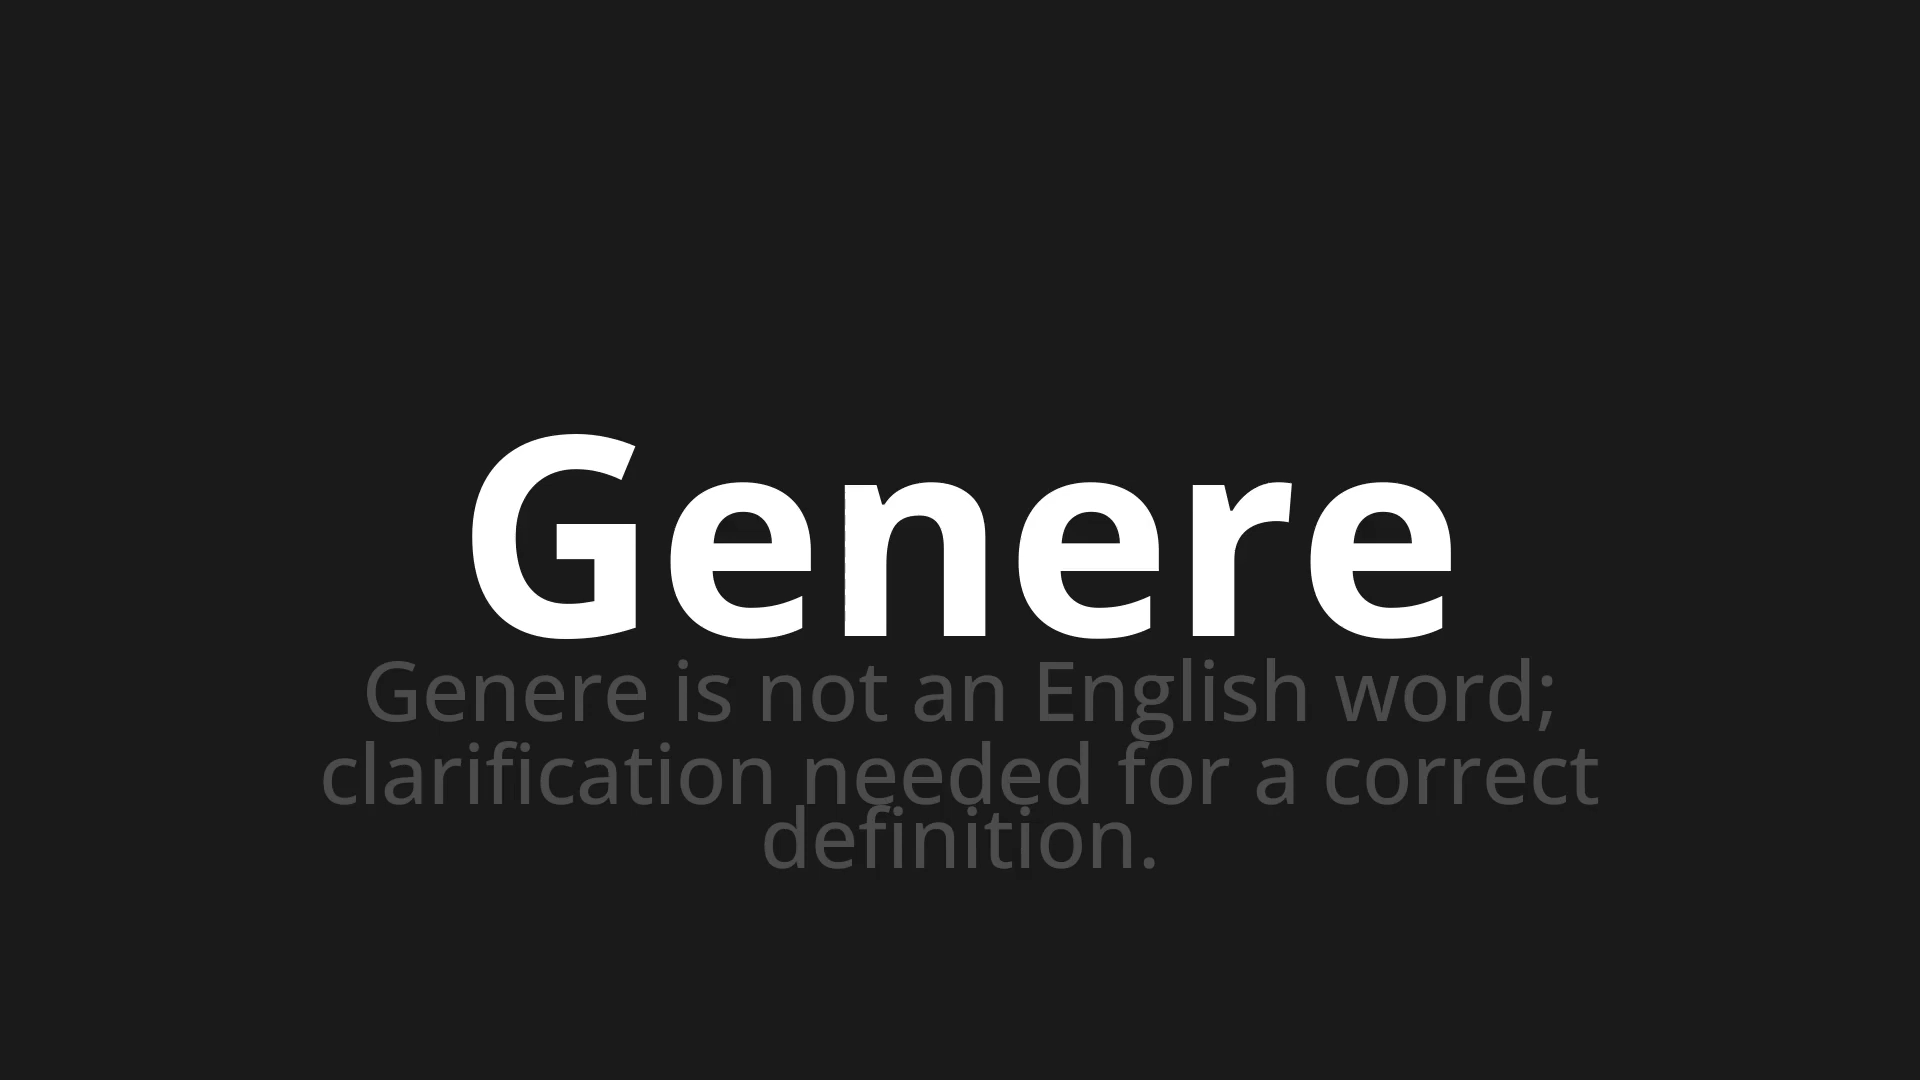 Genere
Genere is not an English word;
clarification needed for a correct
definition.